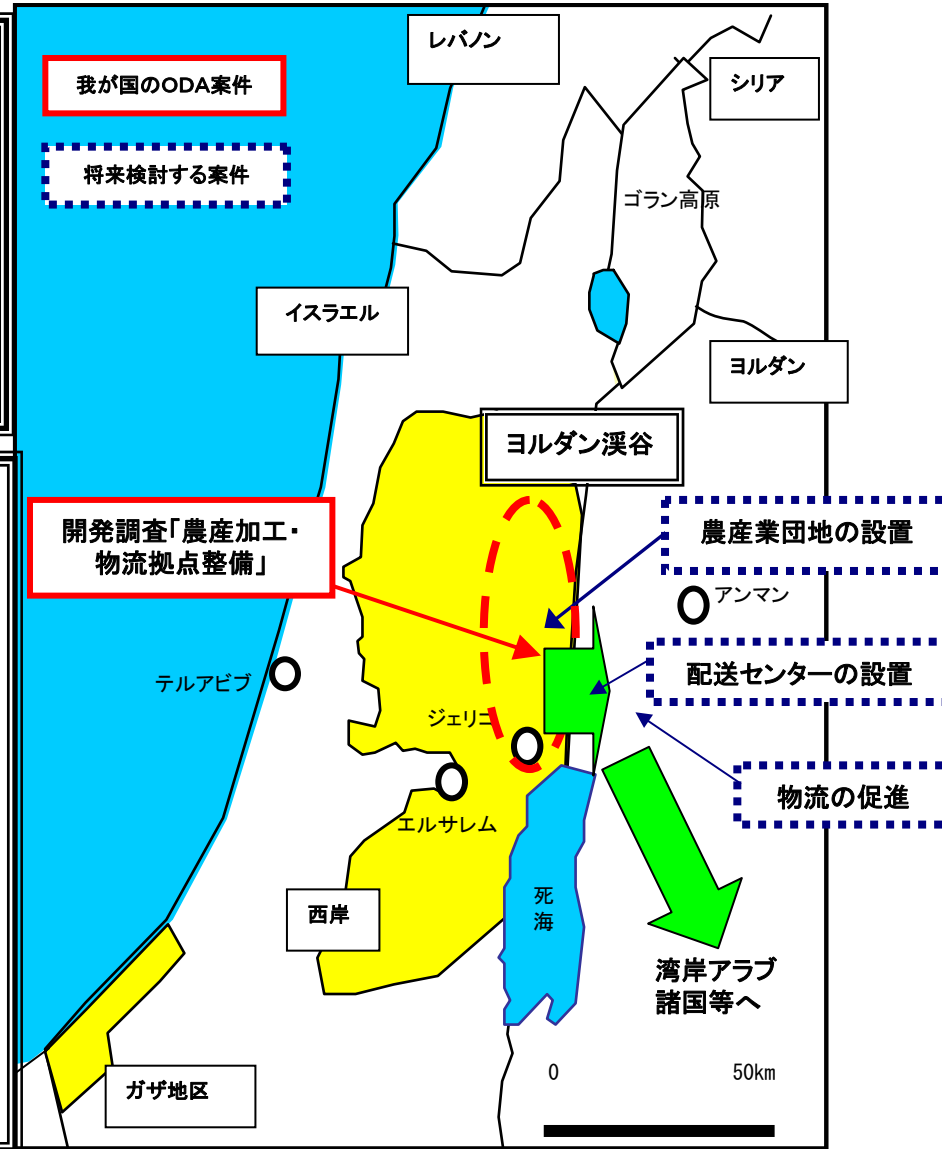 レバノン
我が国のODA案件
シリア
将来検討する案件
ゴラン高原
イスラエル
ヨルダン
ヨルダン渓谷
開発調査「農産加工・
物流拠点整備」
農産業団地の設置
アンマン
テルアビブ
配送センターの設置
ジェリコ
物流の促進
エルサレム
死
海
西岸
湾岸アラブ
諸国等へ
0 50km
ガザ地区